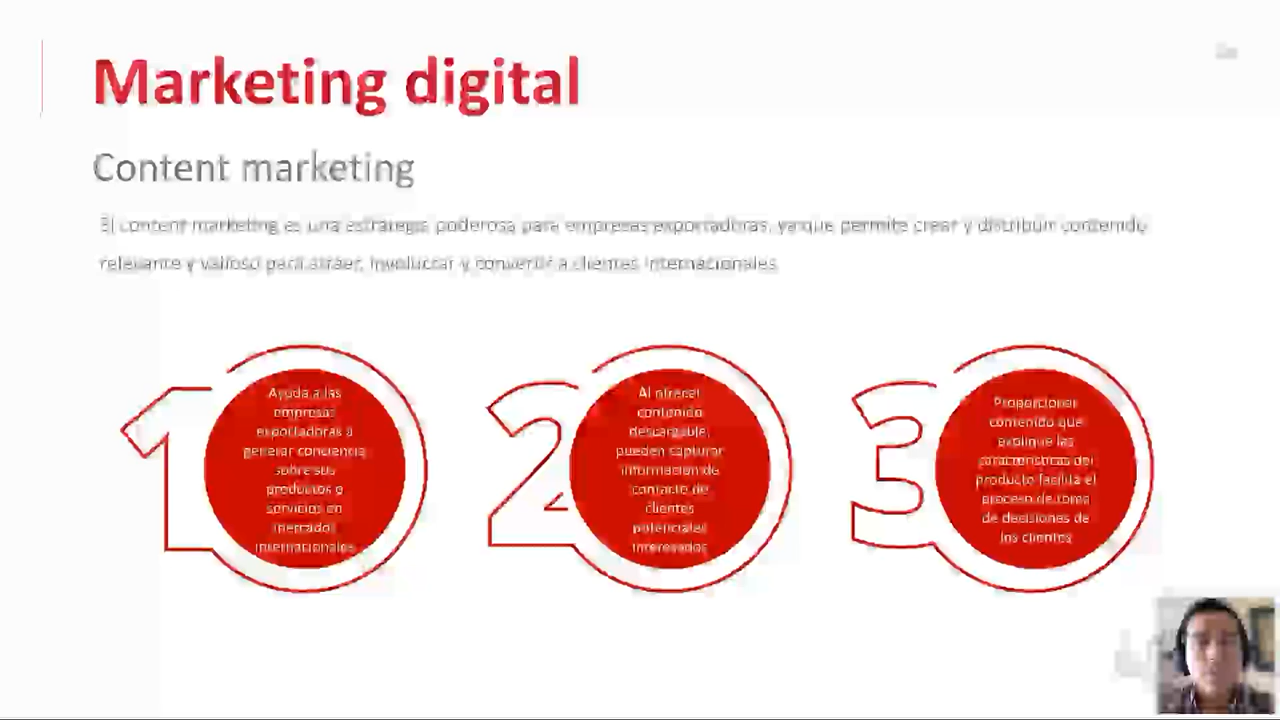 Marketing digital
Content marketing
El content marketing es una estrategia poderosa para empresas exportadoras, ya que permite crear y distribuir contenido
relevante y valioso para atraer, involucrar y convertir a clientes internacionales.
1
Ayuda a las
empresas
exportadoras a
generar conciencia
sobre sus
productos o
servicios en
mercados
internacionales
2
Al ofrecer
contenido
descargable,
pueden capturar
información de
contacto de
clientes
potenciales
interesados
3
Proporcionar
contenido que
explique las
características del
producto facilita el
proceso de toma
de decisiones de
los clientes